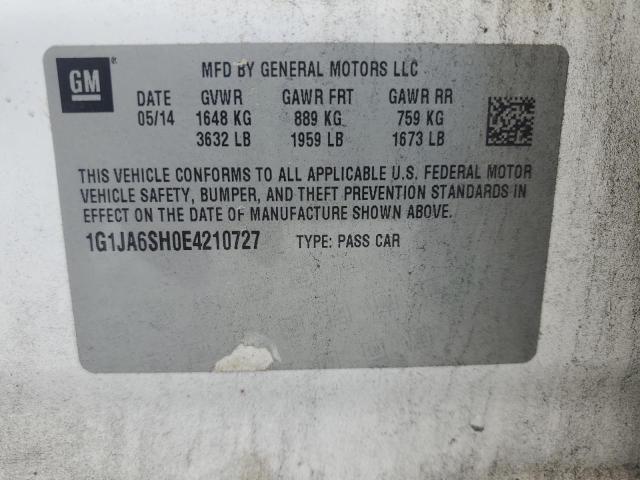 GM ®
MFD BY GENERAL MOTORS LLC
DATE GVWR GAWR FRT GAWR RR
05/14 1648 KG 889 KG 759 KG
3632 LB 1959 LB 1673 LB
THIS VEHICLE CONFORMS TO ALL APPLICABLE U.S. FEDERAL MOTOR
VEHICLE SAFETY, BUMPER, AND THEFT PREVENTION STANDARDS IN
EFFECT ON THE DATE OF MANUFACTURE SHOWN ABOVE.
1G1JA6SH0E4210727 TYPE: PASS CAR